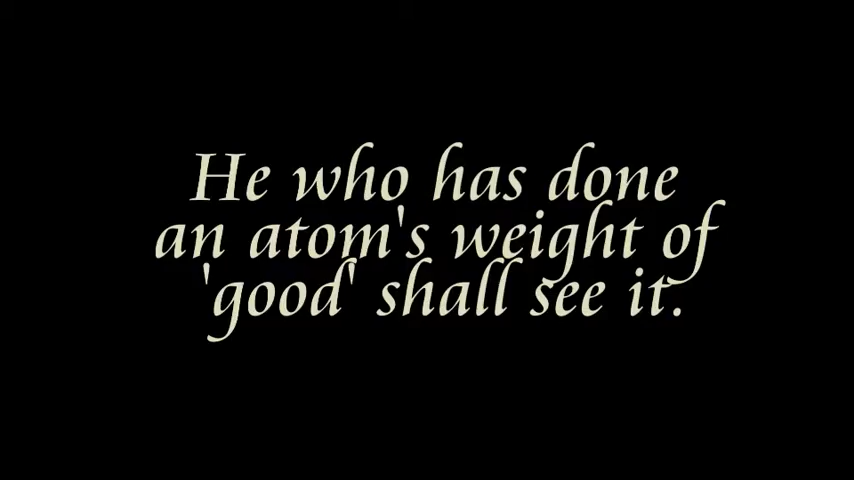 He who has done
an atom's weight of
'good' shall see it.